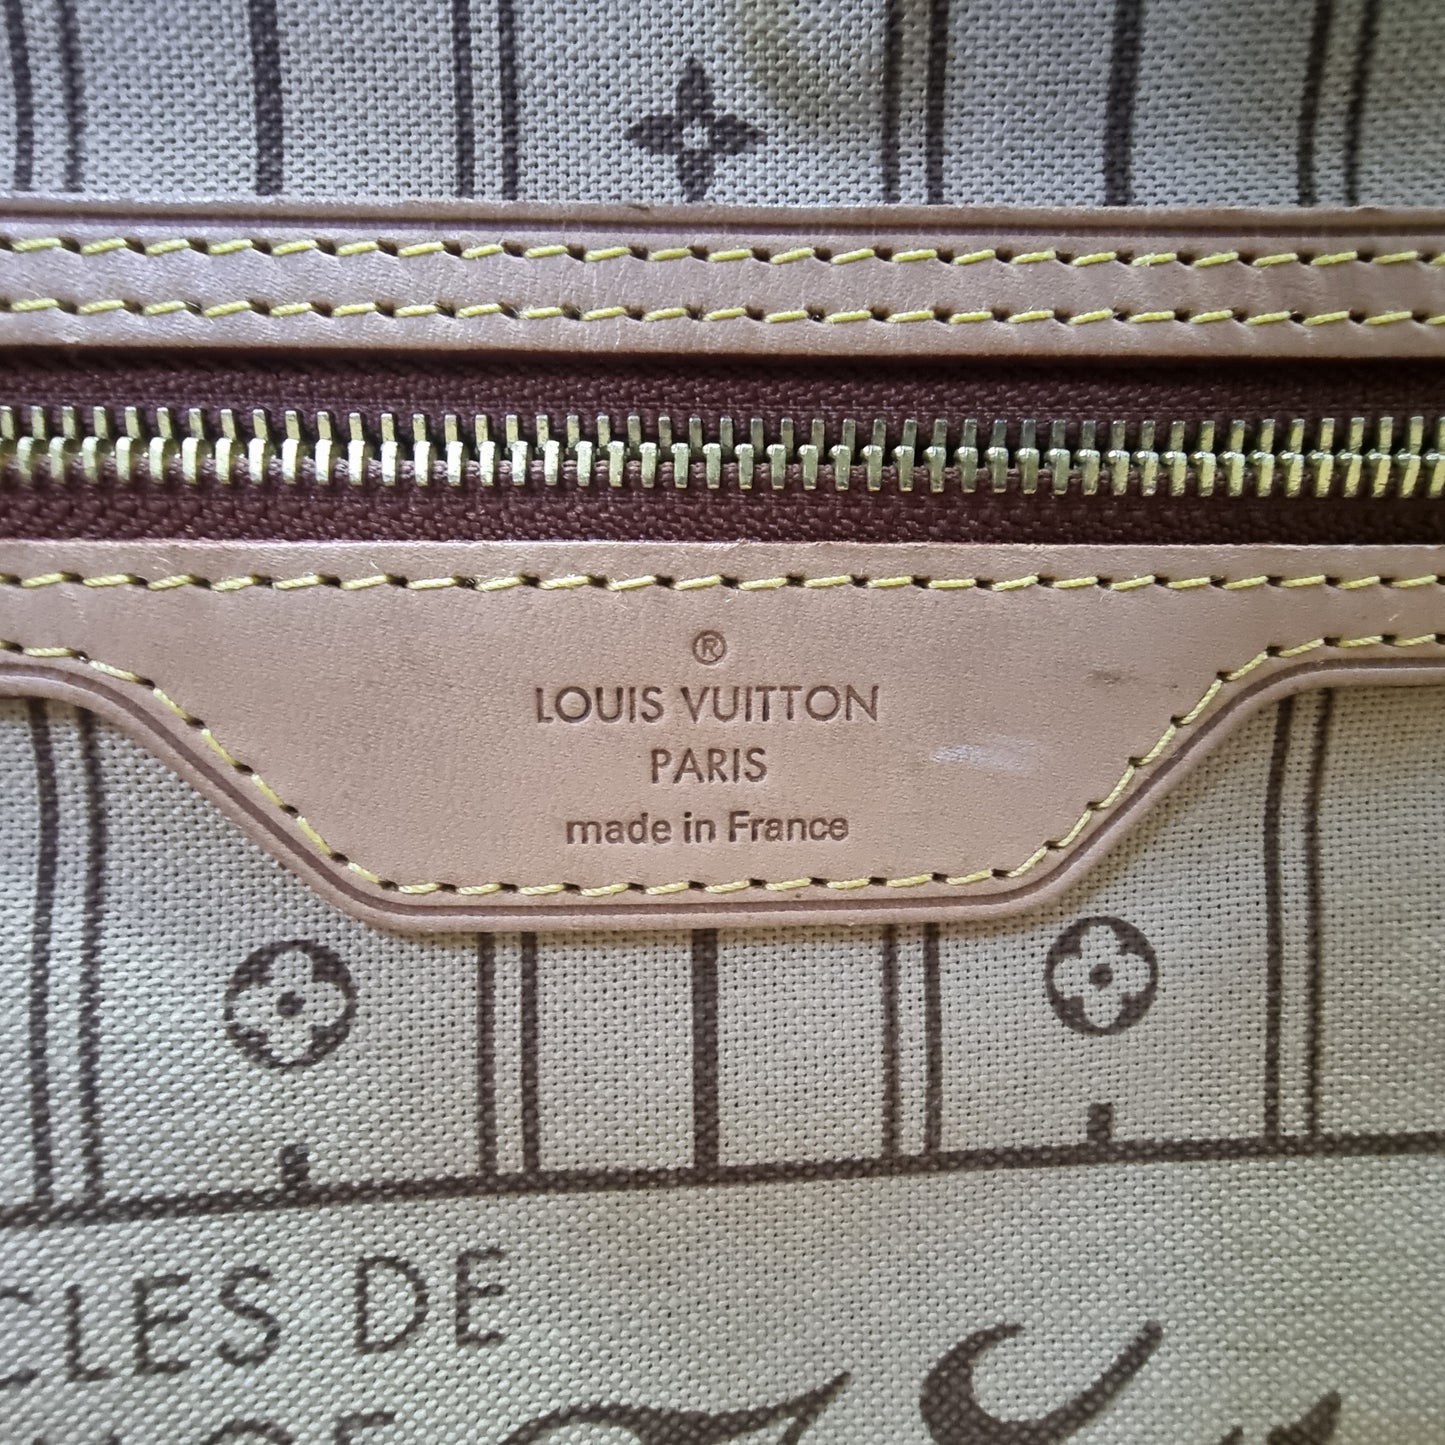 ®
LOUIS VUITTON
PARIS
made in France
CLES DE